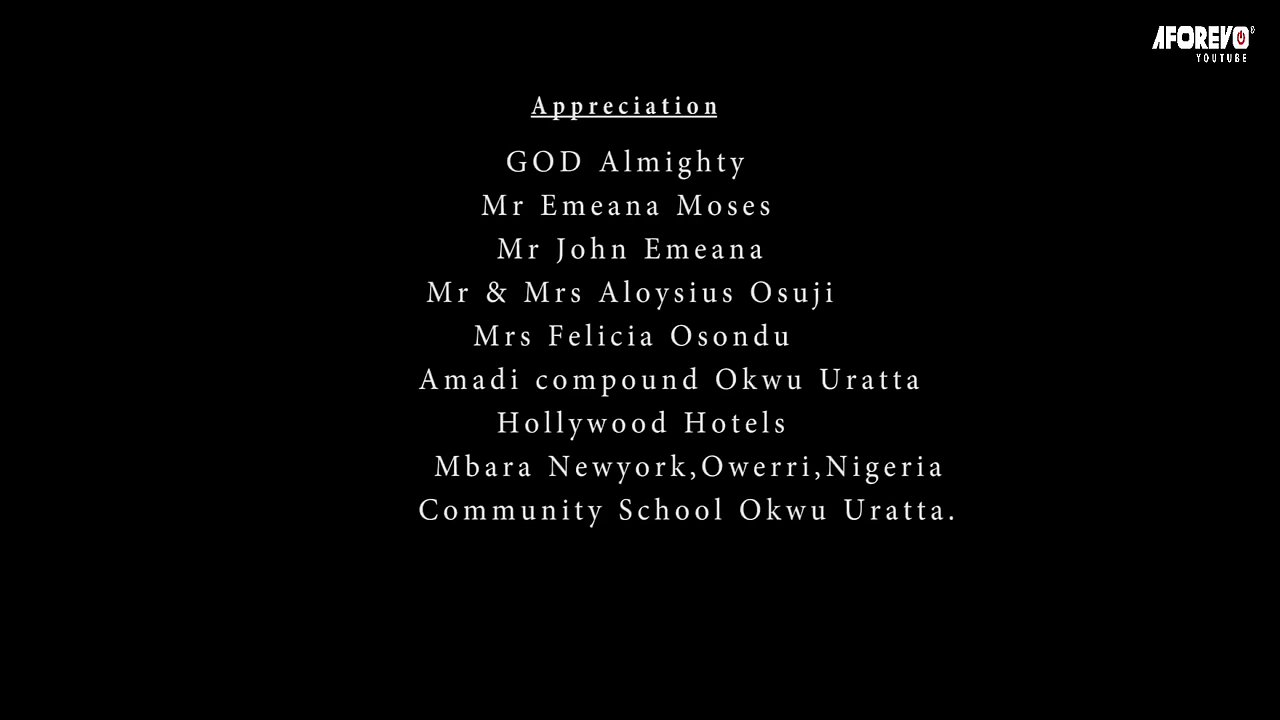 AFOREVO®
YOUTUBE
Appreciation
GOD Almighty
Mr Emeana Moses
Mr John Emeana
Mr & Mrs Aloysius Osuji
Mrs Felicia Osondu
Amadi compound Okwu Uratta
Hollywood Hotels
Mbara Newyork,Owerri,Nigeria
Community School Okwu Uratta.